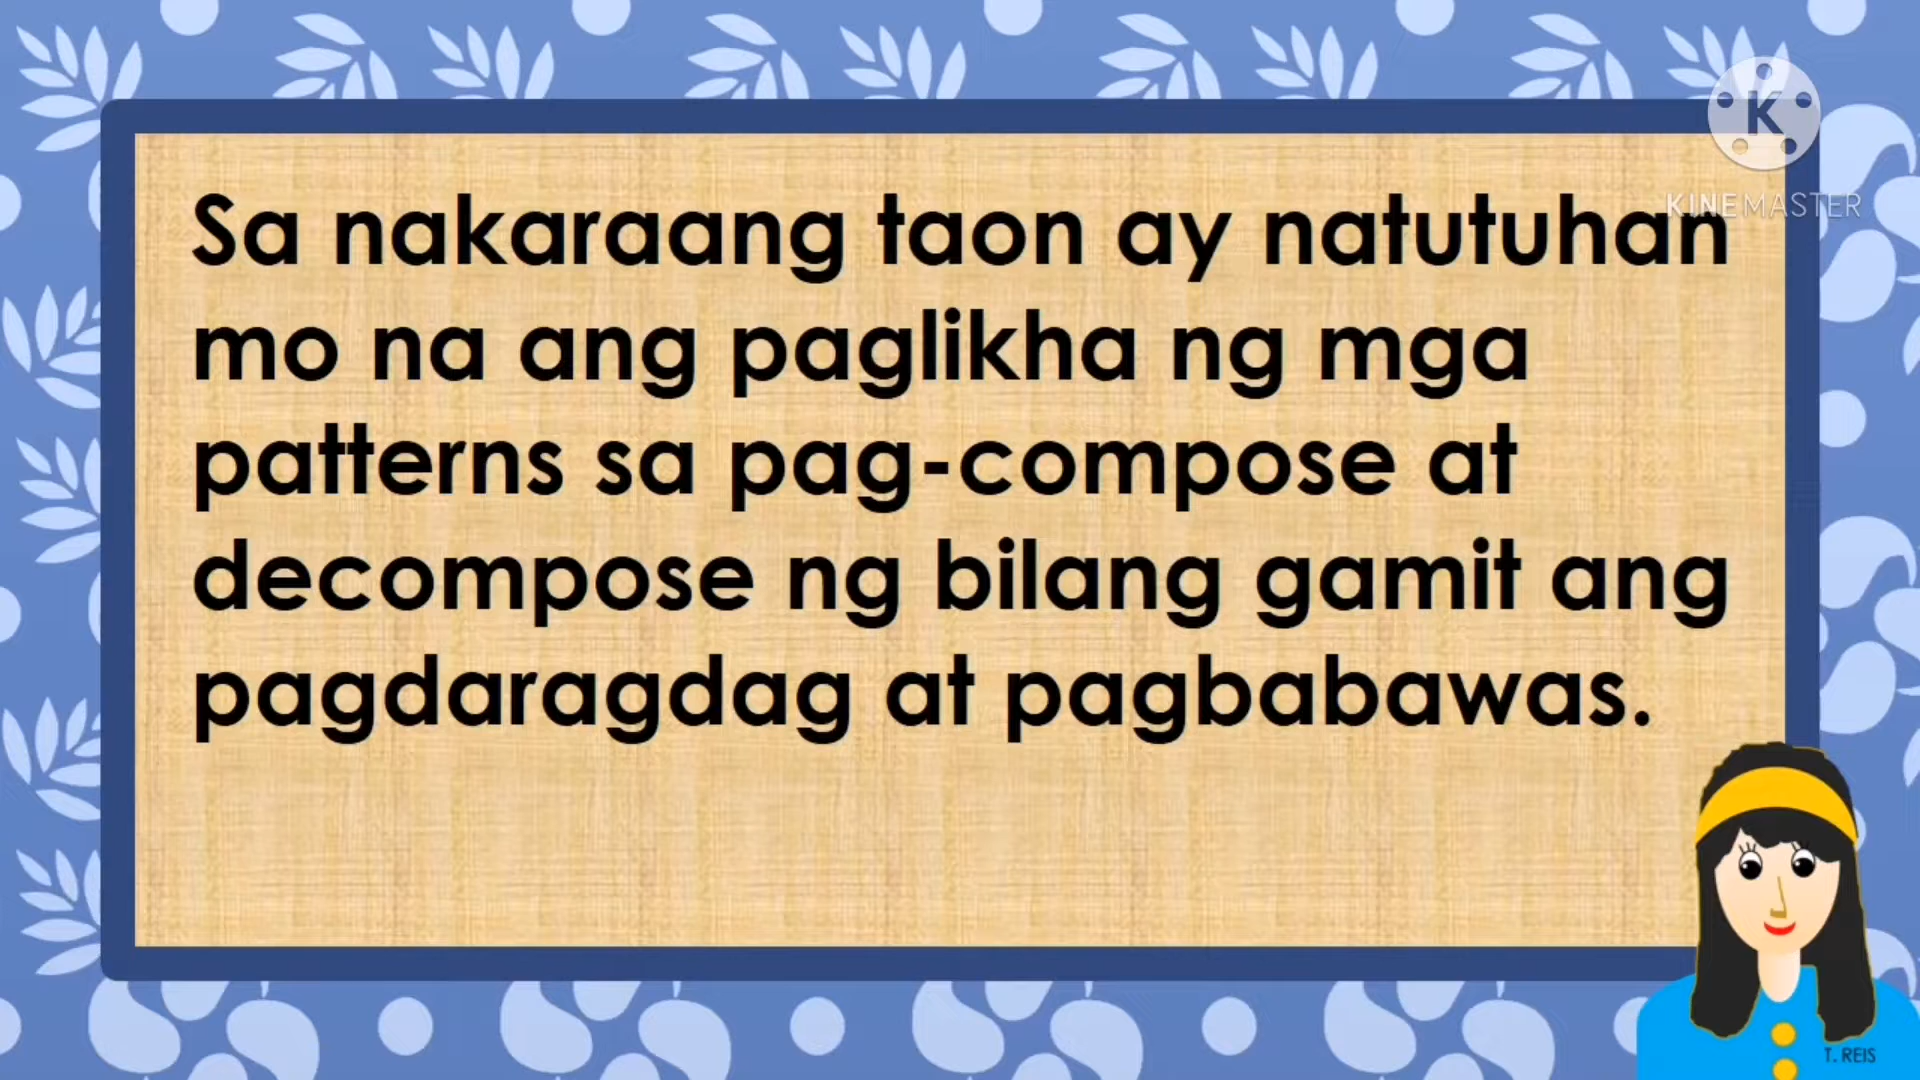 K
KINEMASTER
Sa nakaraang taon ay natutuhan
mo na ang paglikha ng mga
patterns sa pag-compose at
decompose ng bilang gamit ang
pagdaragdag at pagbabawas.
T. REIS